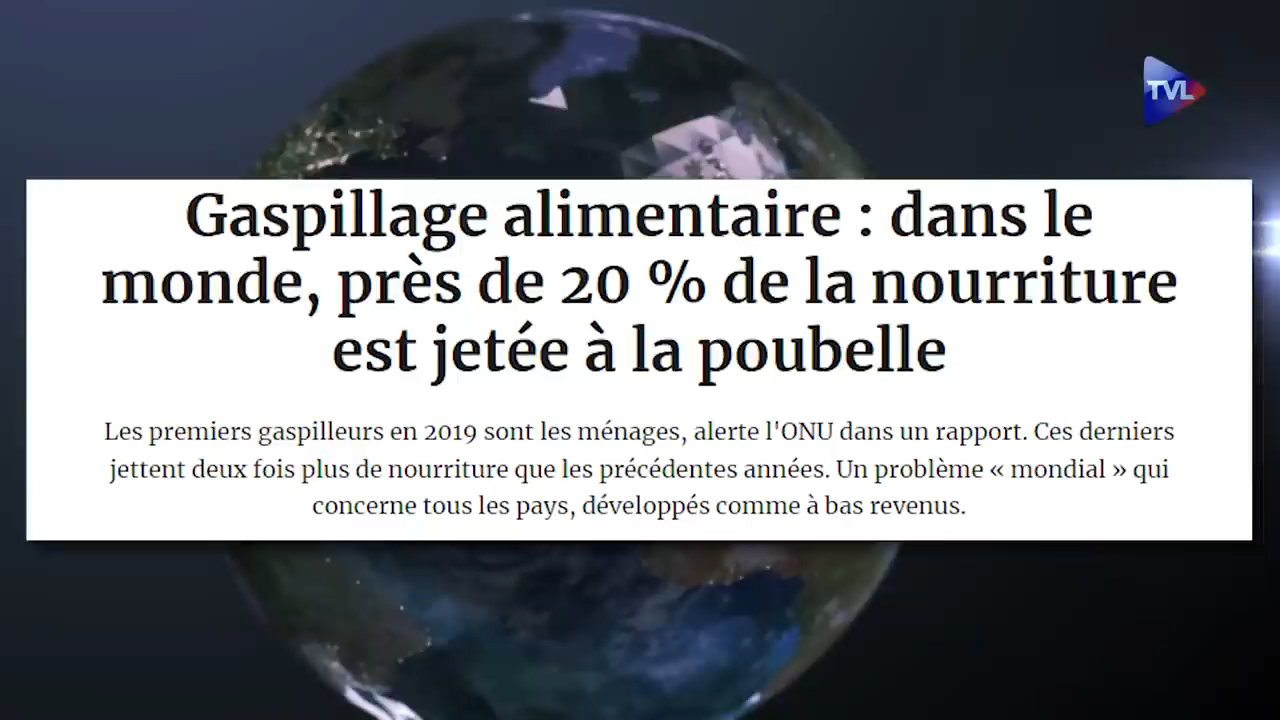 TVL
Gaspillage alimentaire : dans le
monde, près de 20 % de la nourriture
est jetée à la poubelle
Les premiers gaspilleurs en 2019 sont les ménages, alerte l'ONU dans un rapport. Ces derniers
jettent deux fois plus de nourriture que les précédentes années. Un problème « mondial » qui
concerne tous les pays, développés comme à bas revenus.